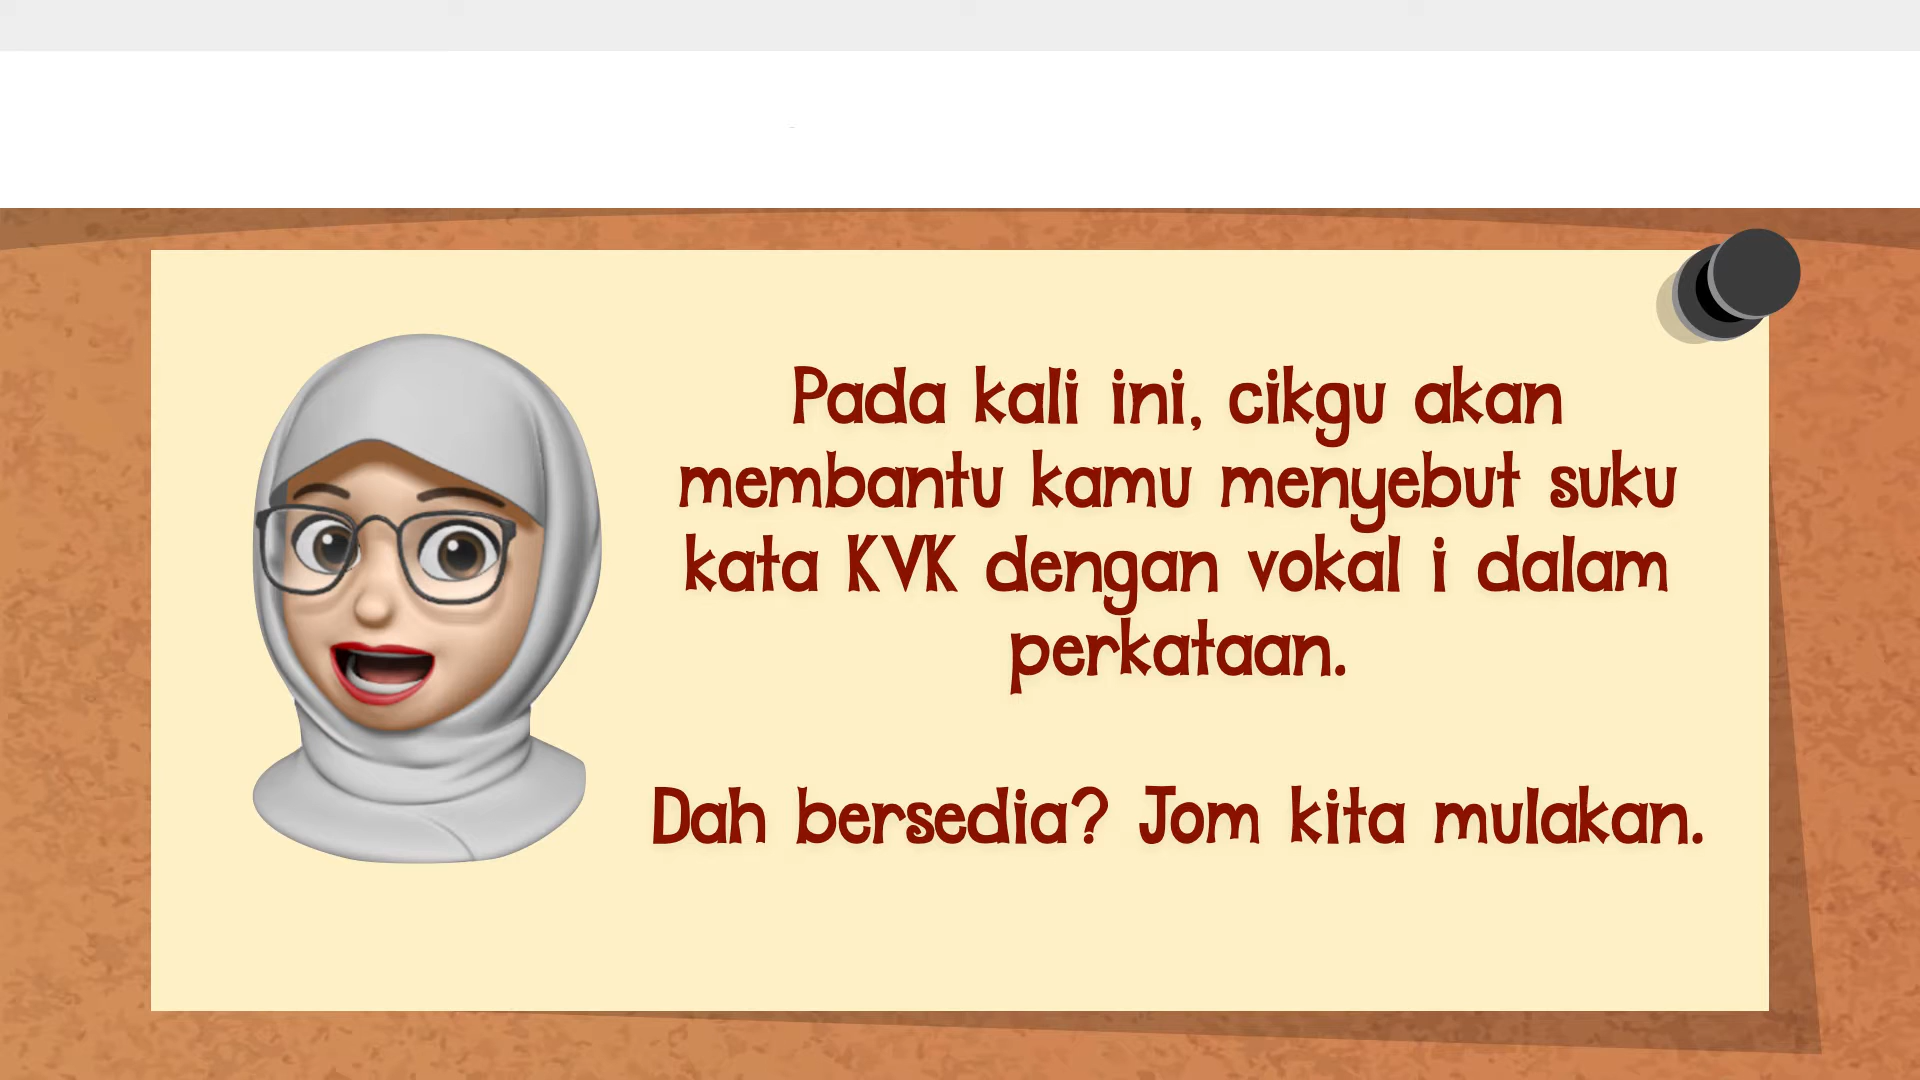 Pada kali ini, cikgu akan
membantu kamu menyebut suku
kata KVK dengan vokal i dalam
perkataan.
Dah bersedia? Jom kita mulakan.